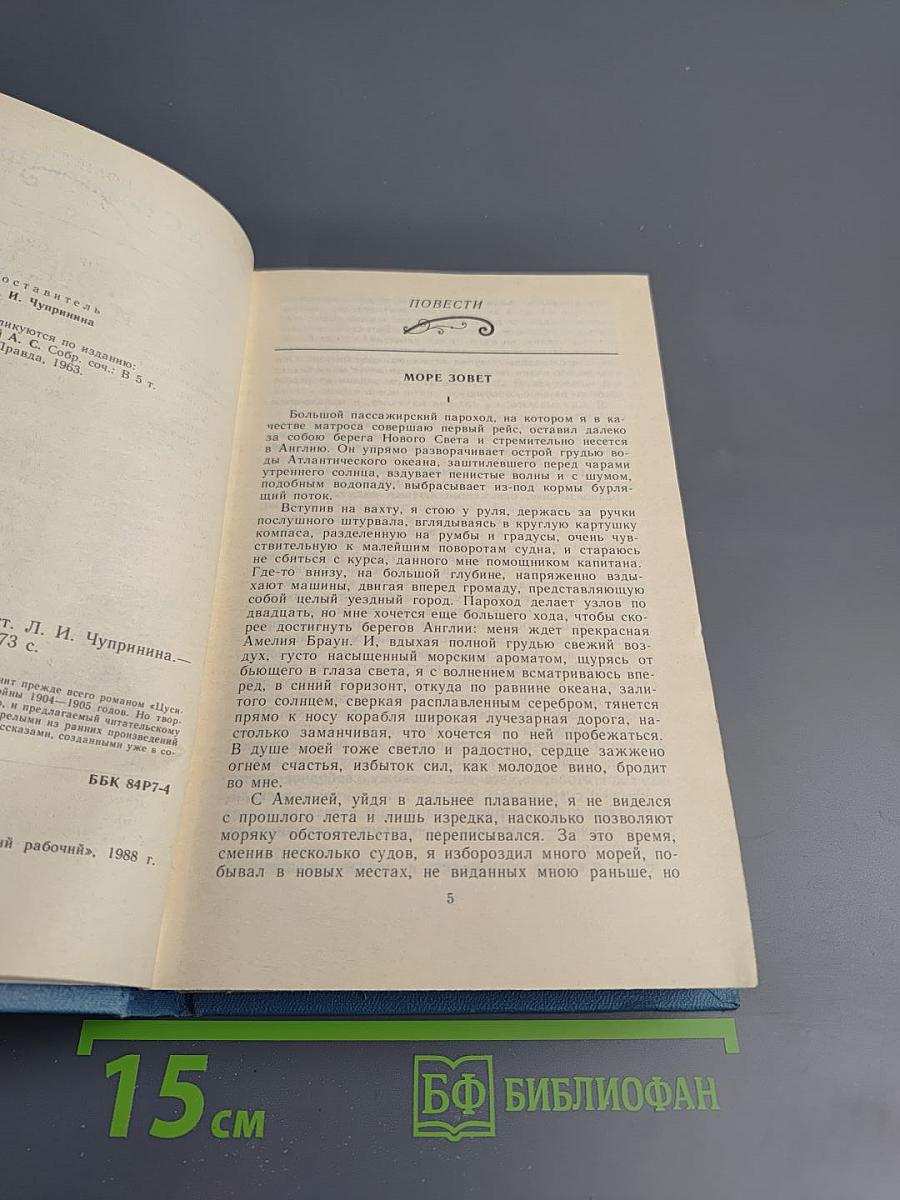 оставитель
И. Чупринина
ликуются по изданию:
й А. С. Собр. соч.: В 5 т.
Правда, 1963.
ст. Л. И. Чупринина.—
73 с.
нит прежде всего романом «Цуси-
ойны 1904—1905 годов. Но твор-
о, и предлагаемый читательскому
зрелыми из ранних произведений
ссказами, созданными уже в со-
ББК 84Р7-4
ий рабочий», 1988 г.
ПОВЕСТИ
МОРЕ ЗОВЕТ
I
Большой пассажирский пароход, на котором я в ка-
честве матроса совершаю первый рейс, оставил далеко
за собою берега Нового Света и стремительно несется
в Англию. Он упрямо разворачивает острой грудью во-
ды Атлантического океана, заштилевшего перед чарами
утреннего солнца, вздувает пенистые волны и с шумом,
подобным водопаду, выбрасывает из-под кормы бурля-
щий поток.
Вступив на вахту, я стою у руля, держась за ручки
послушного штурвала, вглядываясь в круглую картушку
компаса, разделенную на румбы и градусы, очень чув-
ствительную к малейшим поворотам судна, и стараюсь
не сбиться с курса, данного мне помощником капитана.
Где-то внизу, на большой глубине, напряженно взды-
хают машины, двигая вперед громаду, представляющую
собой целый уездный город. Пароход делает узлов по
двадцать, но мне хочется еще большего хода, чтобы ско-
рее достигнуть берегов Англии: меня ждет прекрасная
Амелия Браун. И, вдыхая полной грудью свежий воз-
дух, густо насыщенный морским ароматом, щурясь от
бьющего в глаза света, я с волнением всматриваюсь впе-
ред, в синий горизонт, откуда по равнине океана, зали-
того солнцем, сверкая расплавленным серебром, тянется
прямо к носу корабля широкая лучезарная дорога, на-
столько заманчивая, что хочется по ней пробежаться.
В душе моей тоже светло и радостно, сердце зажжено
огнем счастья, избыток сил, как молодое вино, бродит
во мне.
С Амелией, уйдя в дальнее плавание, я не виделся
с прошлого лета и лишь изредка, насколько позволяют
моряку обстоятельства, переписывался. За это время,
сменив несколько судов, я избороздил много морей, по-
бывал в новых местах, не виданных мною раньше, но
5
15 см
БФ БИБЛИОФАН